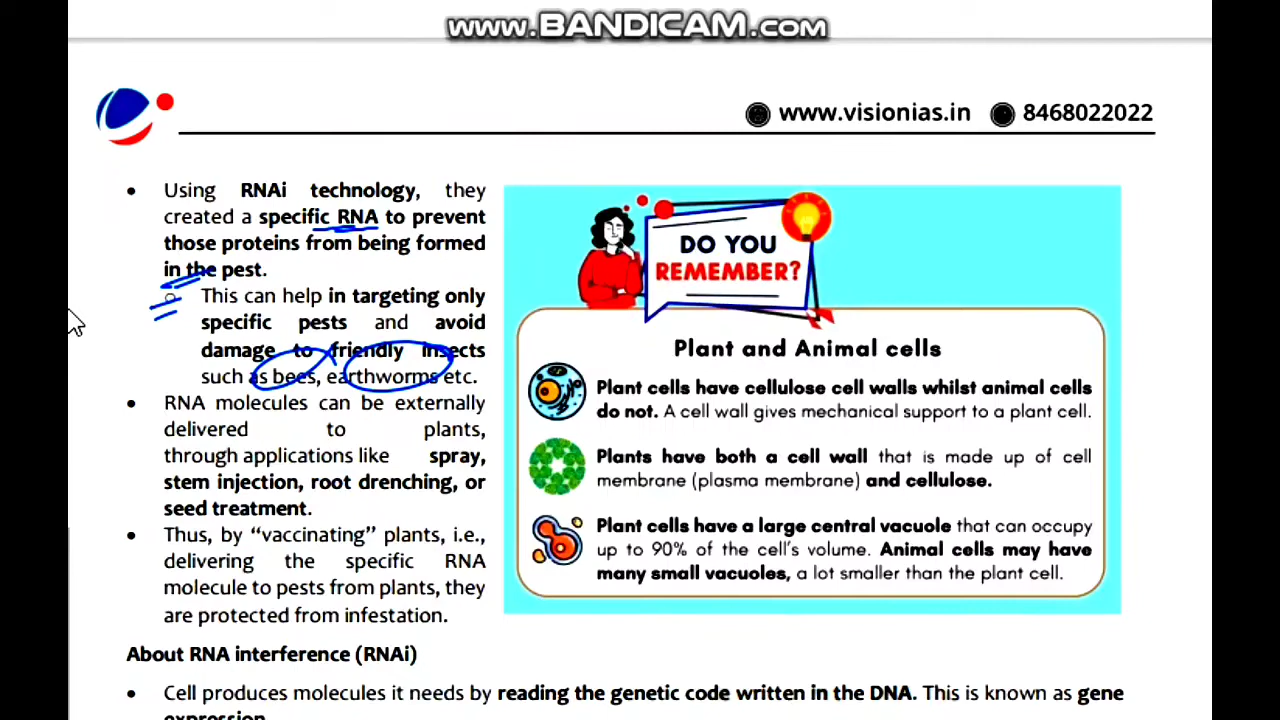 www.BANDICAM.com
www.visionias.in 8468022022
• Using RNAi technology, they
created a specific RNA to prevent
those proteins from being formed
in the pest.
o This can help in targeting only
specific pests and avoid
damage to friendly insects
such as bees, earthworms etc.
• RNA molecules can be externally
delivered to plants,
through applications like spray,
stem injection, root drenching, or
seed treatment.
• Thus, by “vaccinating” plants, i.e.,
delivering the specific RNA
molecule to pests from plants, they
are protected from infestation.
DO YOU
REMEMBER?
Plant and Animal cells
Plant cells have cellulose cell walls whilst animal cells
do not. A cell wall gives mechanical support to a plant cell.
Plants have both a cell wall that is made up of cell
membrane (plasma membrane) and cellulose.
Plant cells have a large central vacuole that can occupy
up to 90% of the cell's volume. Animal cells may have
many small vacuoles, a lot smaller than the plant cell.
About RNA interference (RNAi)
• Cell produces molecules it needs by reading the genetic code written in the DNA. This is known as gene
expression